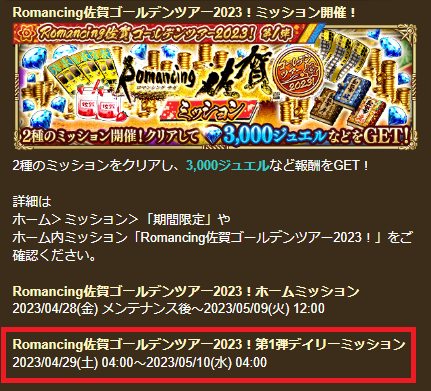 Romancing佐賀ゴールデンツアー2023！ミッション開催！
Romancing佐賀ゴールデンツアー2023! 第1弾
Romancing 佐賀
ロマンシング サガ
ミッション
2023
2種のミッション開催!クリアして 3,000ジュエルなどをGET!
2種のミッションをクリアし、3,000ジュエルなど報酬をGET！
詳細は
ホーム＞ミッション＞「期間限定」や
ホーム内ミッション「Romancing佐賀ゴールデンツアー2023！」をご
確認ください。
Romancing佐賀ゴールデンツアー2023！ホームミッション
2023/04/28(金) メンテナンス後～2023/05/09(火) 12:00
Romancing佐賀ゴールデンツアー2023！第1弾デイリーミッション
2023/04/29(土) 04:00～2023/05/10(水) 04:00